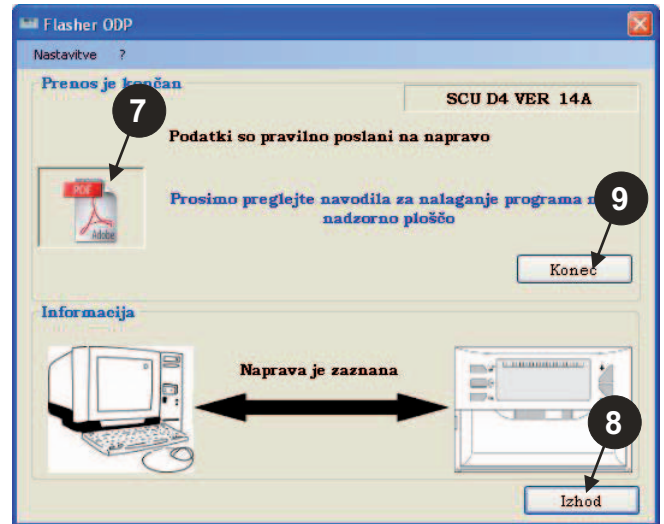 Flasher ODP
Nastavitve ?
Prenos je končan
SCU D4 VER 14A
7
Podatki so pravilno poslani na napravo
PDF
Adobe
Prosimo preglejte navodila za nalaganje programa
nadzorno ploščo
9
Konec
Informacija
Naprava je zaznana
8
Izhod